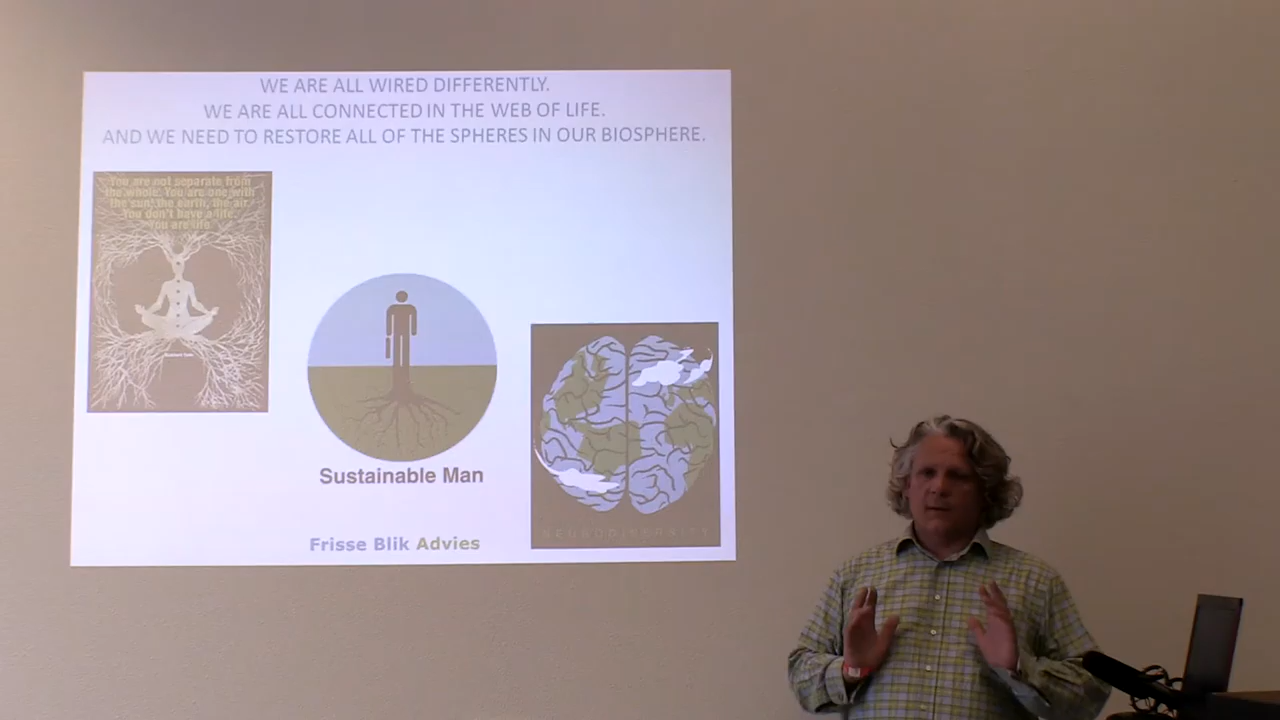 WE ARE ALL WIRED DIFFERENTLY.
WE ARE ALL CONNECTED IN THE WEB OF LIFE.
AND WE NEED TO RESTORE ALL OF THE SPHERES IN OUR BIOSPHERE.
You are not separate from
the whole. You are one with
the sun, the earth, the air.
You don't have a life.
You are life.
Sustainable Man
NEURODIVERSITY
Frisse Blik Advies